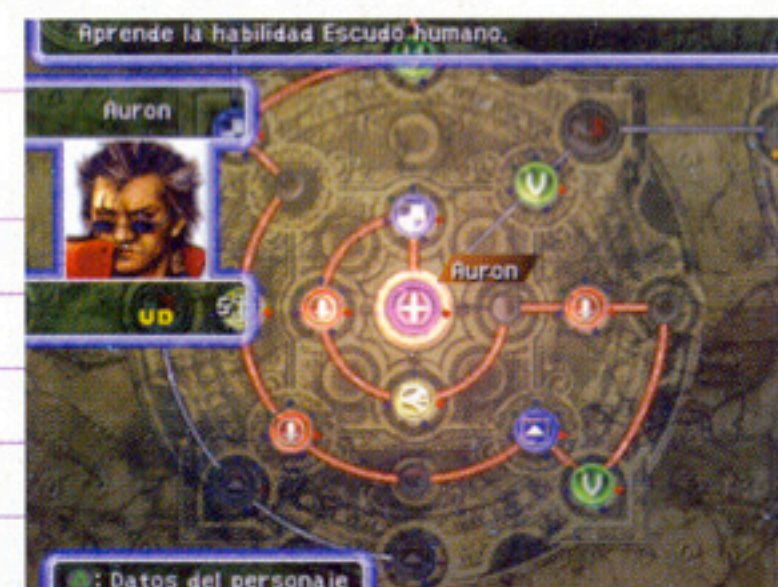 Aprende la habilidad Escudo humano.
Auron
Auron
UD
V
V
V
: Datos del personaje